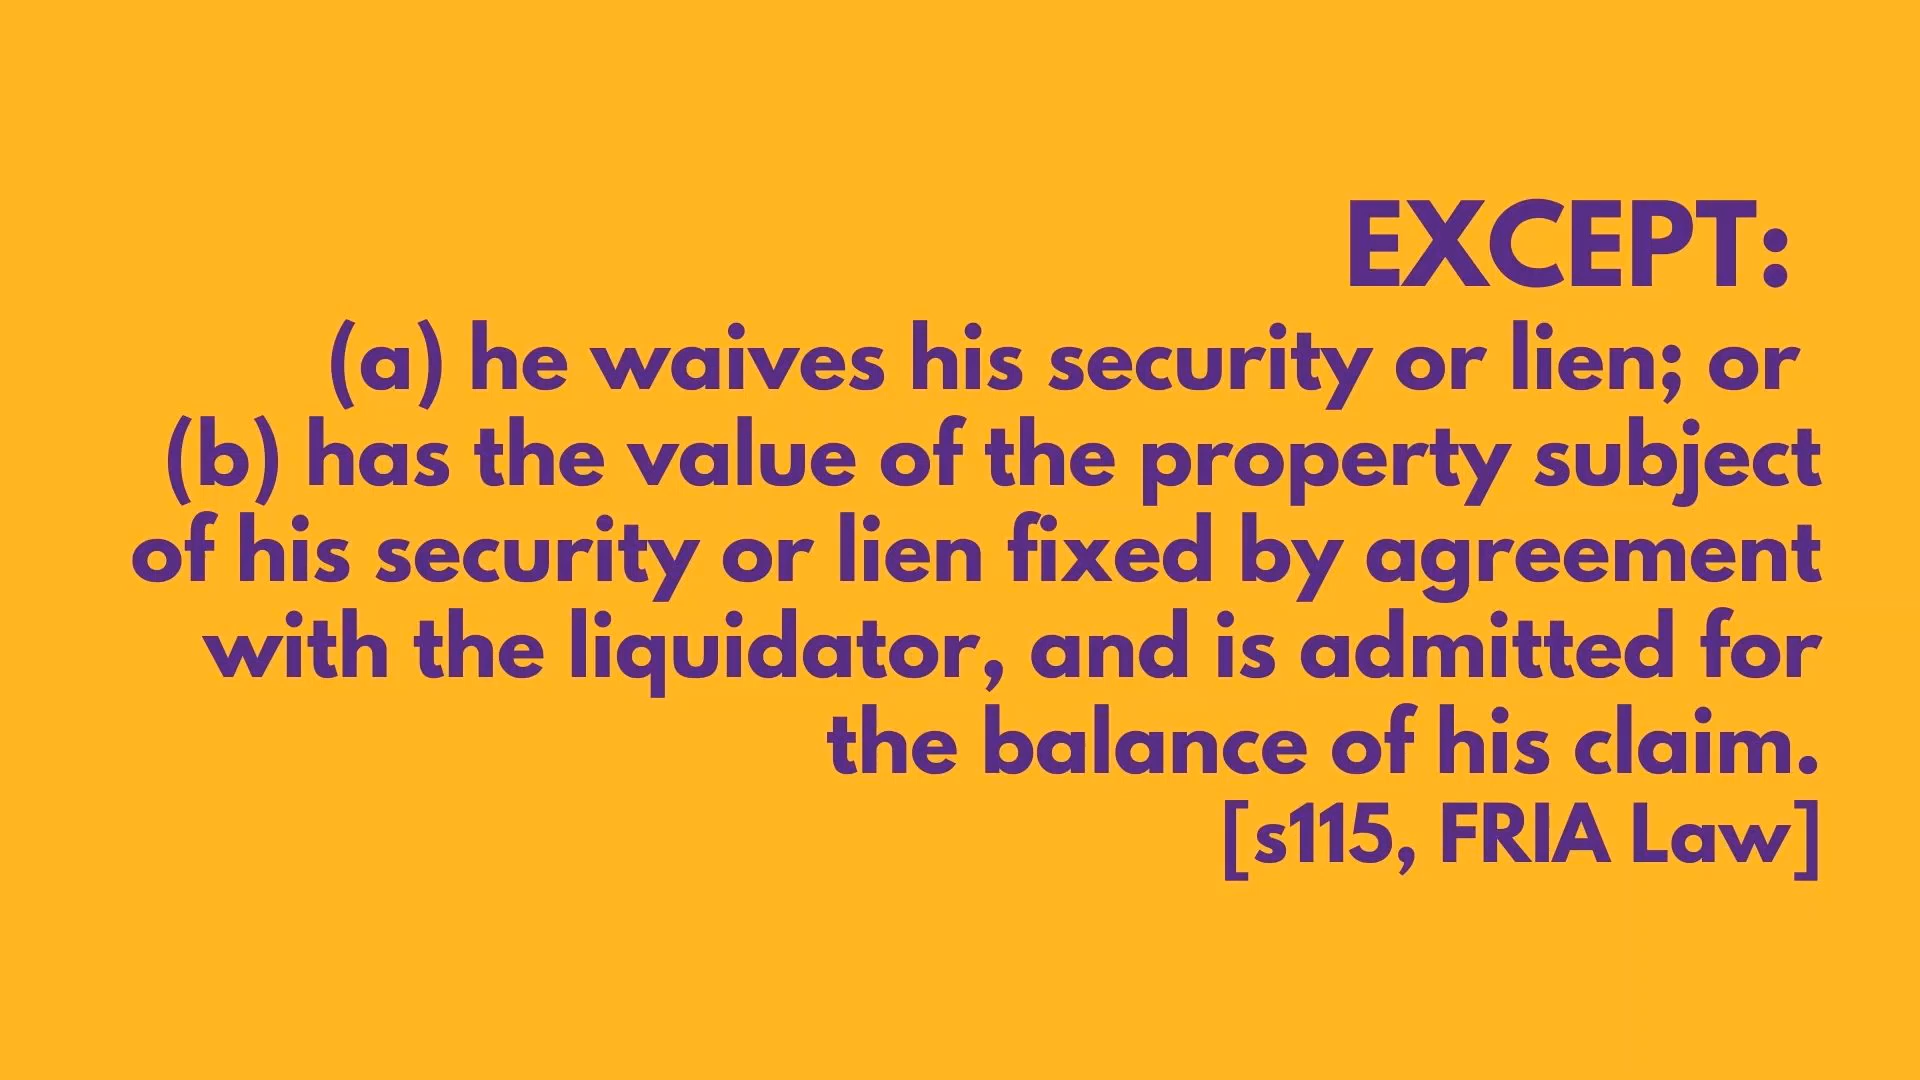 EXCEPT:
(a) he waives his security or lien; or
(b) has the value of the property subject
of his security or lien fixed by agreement
with the liquidator, and is admitted for
the balance of his claim.
[s115, FRIA Law]